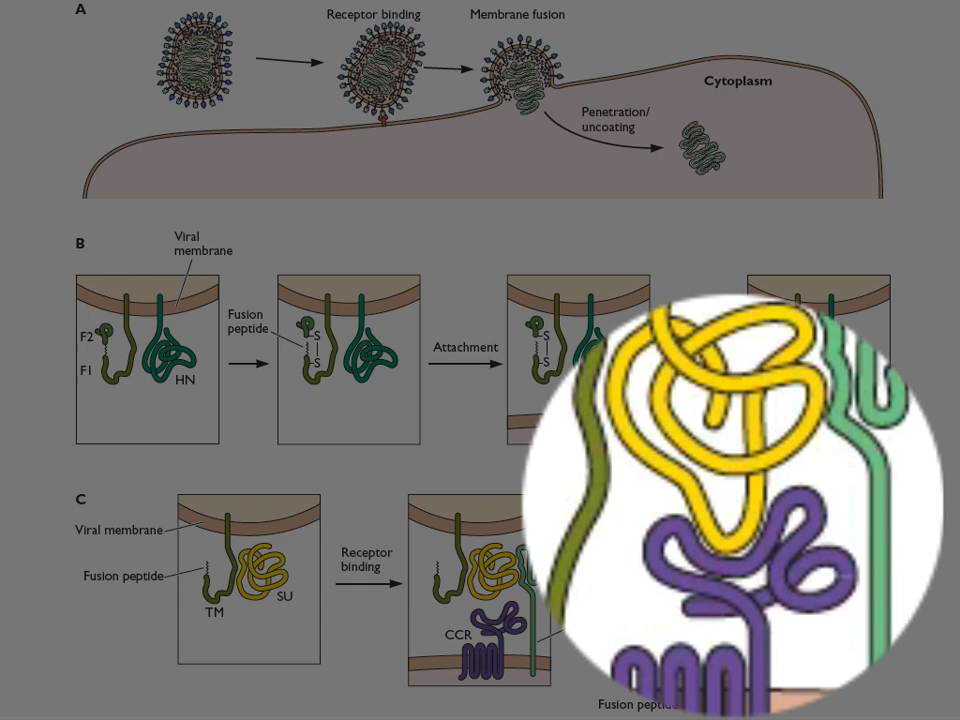 A
Receptor binding
Membrane fusion
Cytoplasm
Penetration/
uncoating
B
Viral
membrane
F2
F1
HN
Fusion
peptide
S
S
Attachment
S
S
C
Viral membrane
Fusion peptide
TM
SU
Receptor
binding
CCR
Fusion